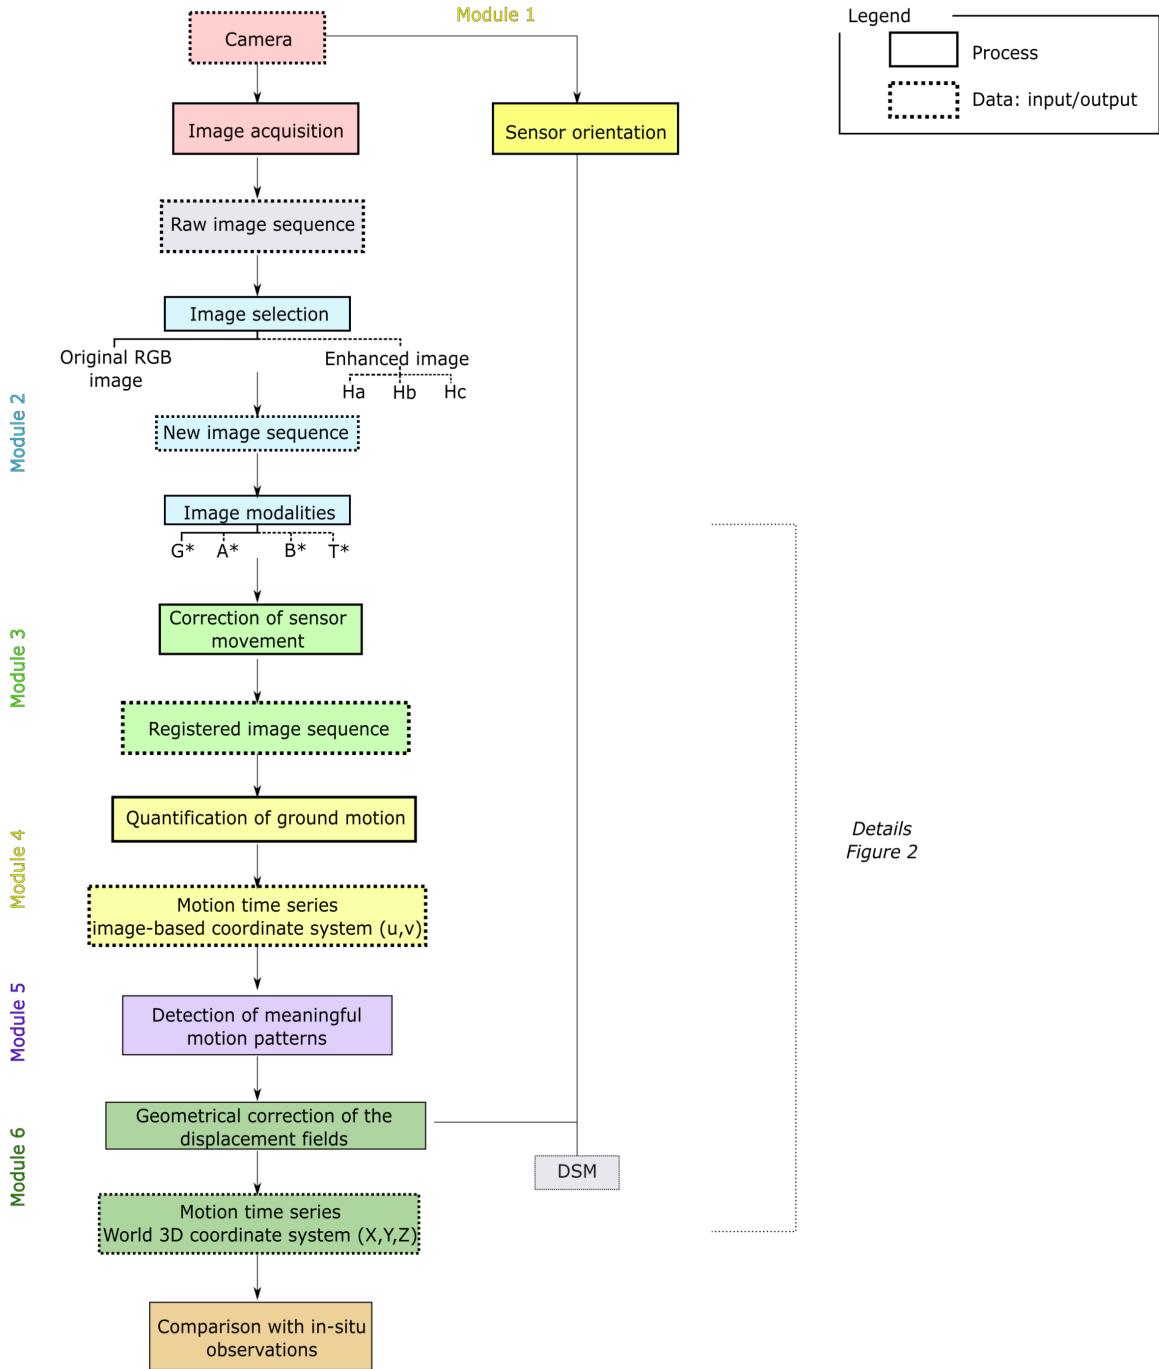 Module 1
Legend
Camera
Process
Data: input/output
Image acquisition
Sensor orientation
Raw image sequence
Image selection
Original RGB
image
Enhanced image
Ha
Hb
Hc
Module 2
New image sequence
Image modalities
G*
A*
B*
T*
Module 3
Correction of sensor
movement
Registered image sequence
Module 4
Quantification of ground motion
Details
Figure 2
Motion time series
image-based coordinate system (u,v)
Module 5
Detection of meaningful
motion patterns
Module 6
Geometrical correction of the
displacement fields
DSM
Motion time series
World 3D coordinate system (X,Y,Z)
Comparison with in-situ
observations